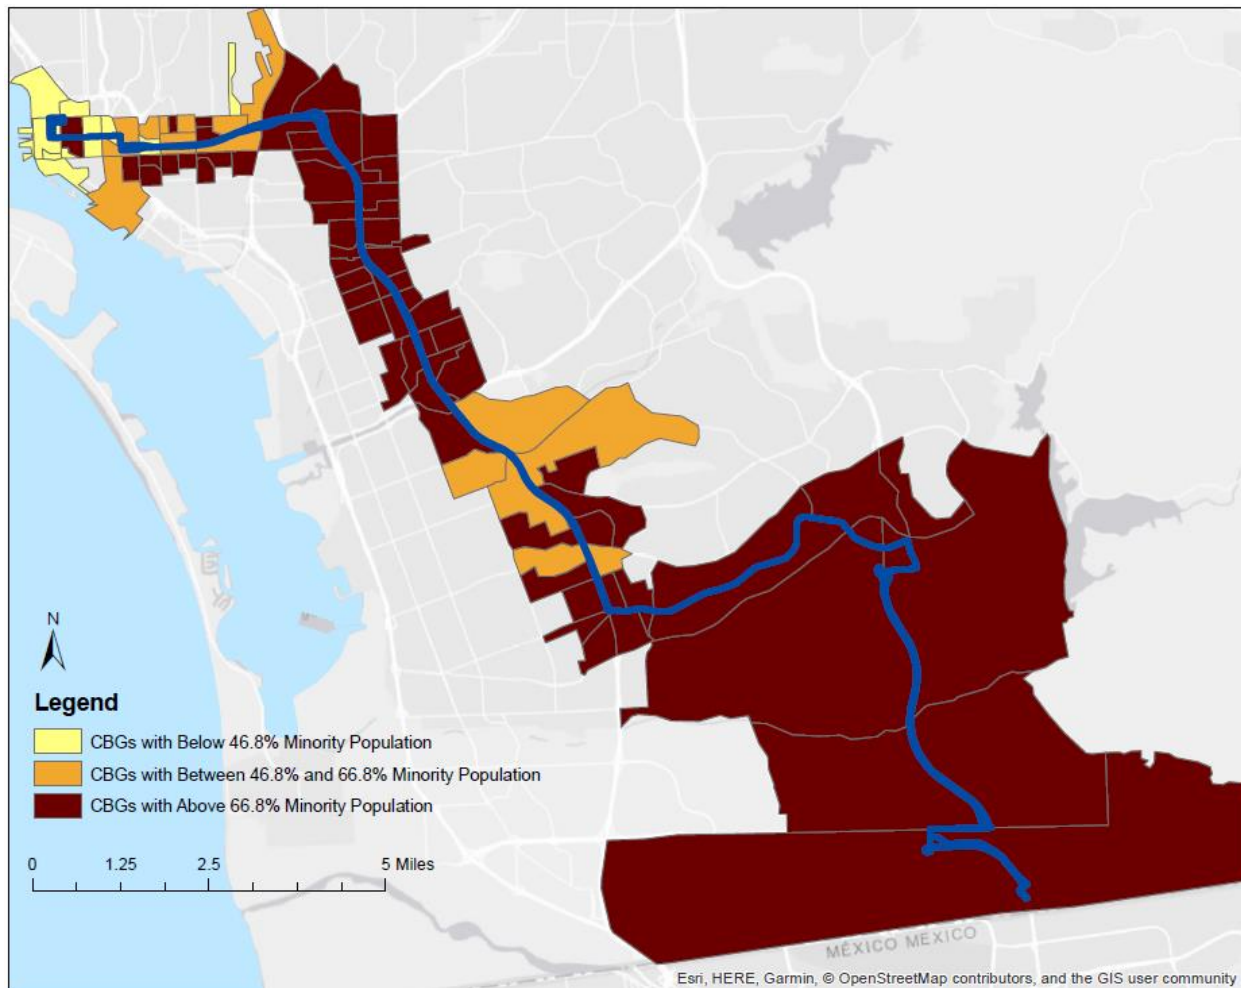 N
Legend
CBGs with Below 46.8% Minority Population
CBGs with Between 46.8% and 66.8% Minority Population
CBGs with Above 66.8% Minority Population
0 1.25 2.5 5 Miles
MÉXICO MEXICO
Esri, HERE, Garmin, © OpenStreetMap contributors, and the GIS user community